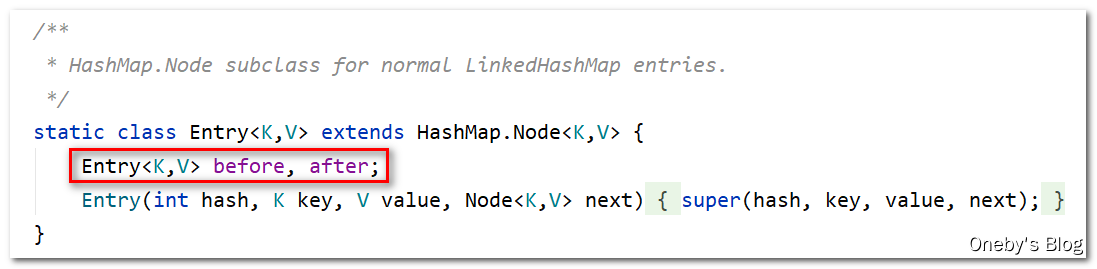 /**
* HashMap.Node subclass for normal LinkedHashMap entries.
*/
static class Entry<K,V> extends HashMap.Node<K,V> {
Entry<K,V> before, after;
Entry(int hash, K key, V value, Node<K,V> next) { super(hash, key, value, next); }
}
Oneby's Blog